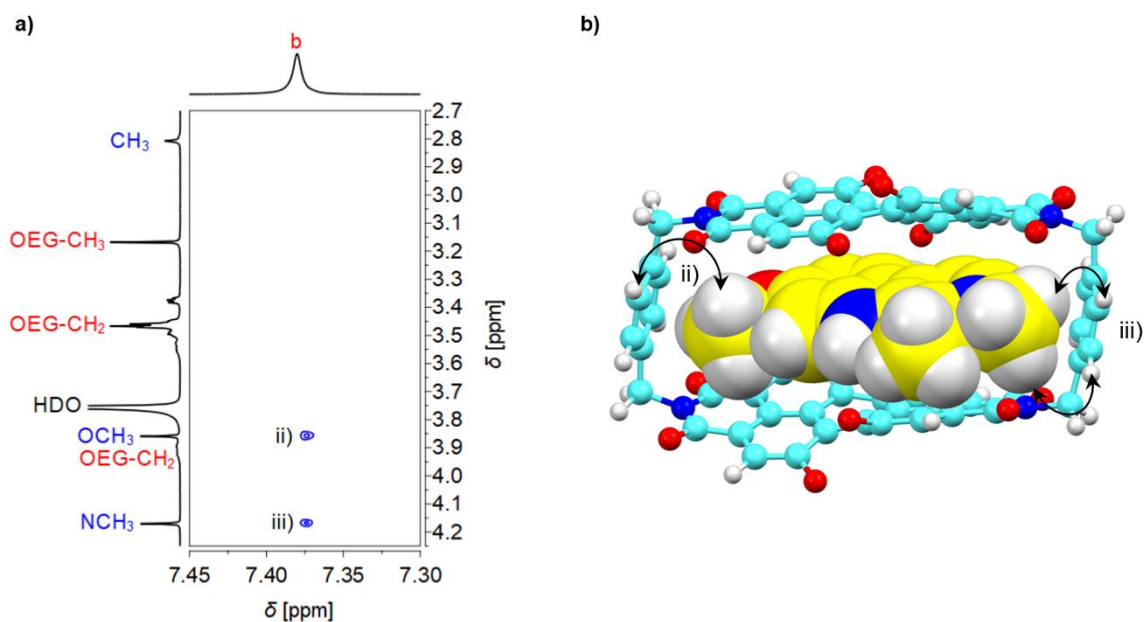 a)
b
CH₃
OEG-CH₃
OEG-CH₂
HDO
OCH₃
OEG-CH₂
NCH₃
ii)
iii)
2.7
2.8
2.9
3.0
3.1
3.2
3.3
3.4
3.5
3.6
3.7
3.8
3.9
4.0
4.1
4.2
δ [ppm]
7.45 7.40 7.35 7.30
δ [ppm]
b)
ii)
iii)